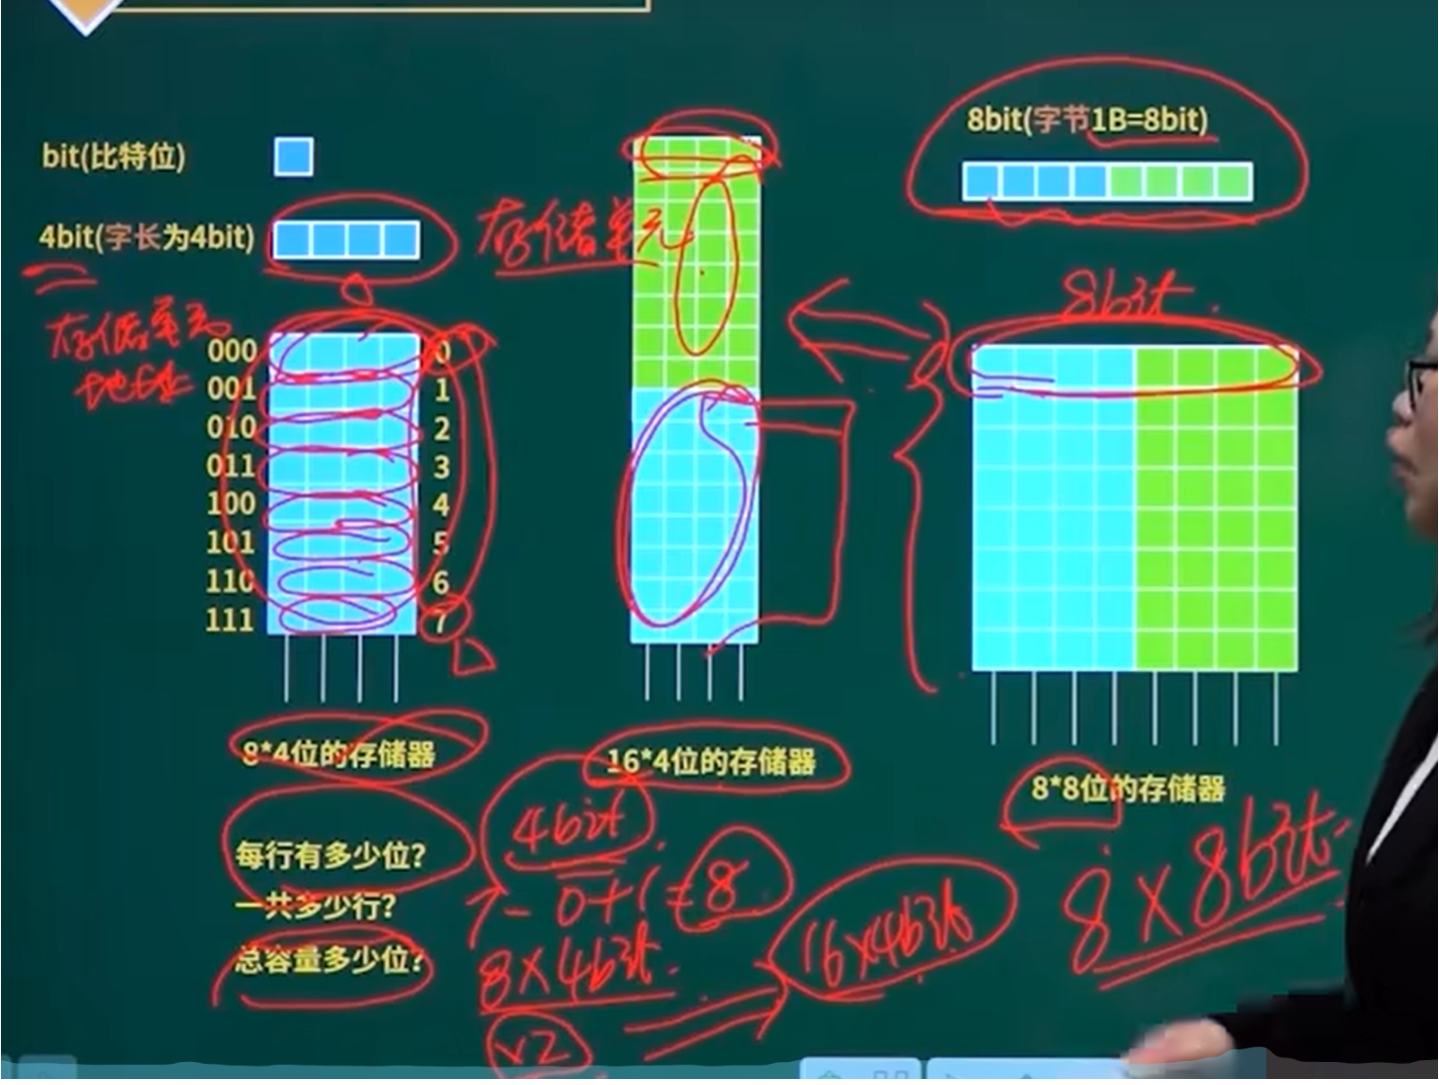 bit(比特位)
4bit(字长为4bit)
8bit(字节1B=8bit)
存储单元
存储单元
地址
8bit
000 0
001 1
010 2
011 3
100 4
101 5
110 6
111 7
8*4位的存储器
16*4位的存储器
8*8位的存储器
每行有多少位?
一共多少行?
总容量多少位?
4bit
7-0+1=8
8×4bit
×2
16×4bit
8×8bit